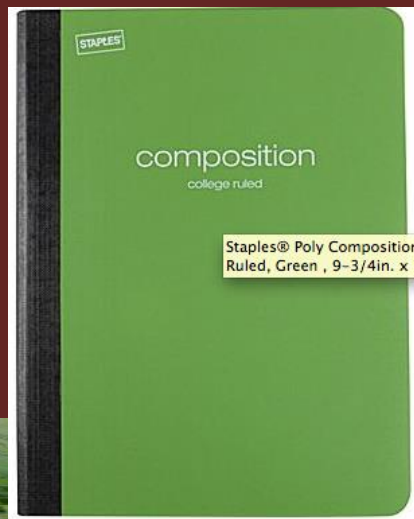 STAPLES
composition
college ruled
Staples® Poly Composition
Ruled, Green , 9-3/4in. x